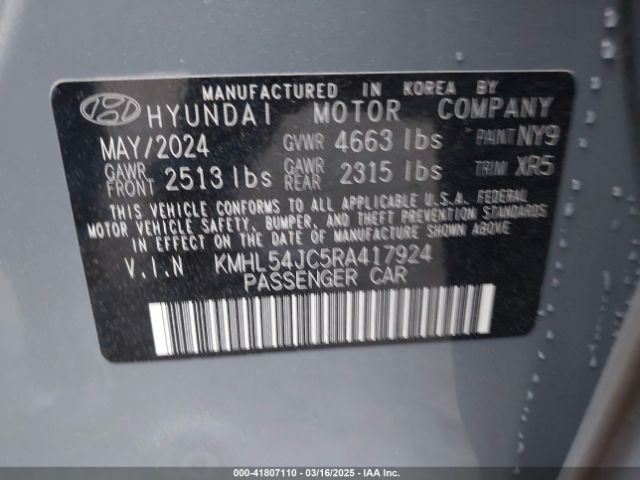 MANUFACTURED IN KOREA BY
HYUNDAI MOTOR COMPANY
MAY/2024 GVWR 4663 lbs PAINT NY9
GAWR FRONT 2513 lbs GAWR REAR 2315 lbs TRIM XR5
THIS VEHICLE CONFORMS TO ALL APPLICABLE U.S.A. FEDERAL
MOTOR VEHICLE SAFETY, BUMPER, AND THEFT PREVENTION STANDARDS
IN EFFECT ON THE DATE OF MANUFACTURE SHOWN ABOVE.
V.I.N KMHL54JC5RA417924
PASSENGER CAR
000-41807110 - 03/16/2025 - IAAI.CA